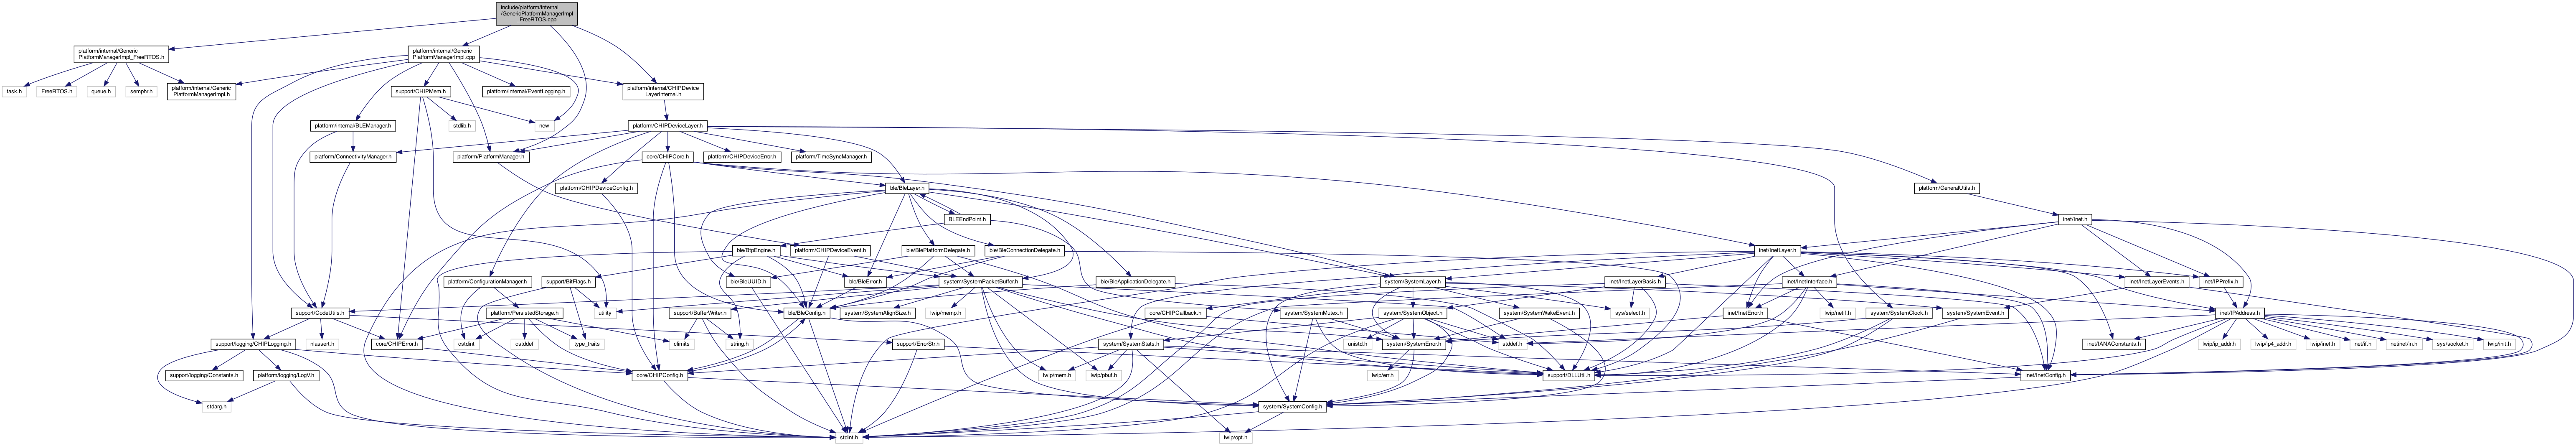 include/platform/internal
/GenericPlatformManagerImpl
_FreeRTOS.cpp
platform/internal/Generic
PlatformManagerImpl_FreeRTOS.h
platform/internal/Generic
PlatformManagerImpl.cpp
task.h
FreeRTOS.h
queue.h
semphr.h
platform/internal/Generic
PlatformManagerImpl.h
support/CHIPMem.h
platform/internal/EventLogging.h
platform/internal/CHIPDevice
LayerInternal.h
platform/internal/BLEManager.h
stdlib.h
new
platform/CHIPDeviceLayer.h
platform/ConnectivityManager.h
platform/PlatformManager.h
core/CHIPCore.h
platform/CHIPDeviceError.h
platform/TimeSyncManager.h
platform/CHIPDeviceConfig.h
ble/BleLayer.h
platform/GeneralUtils.h
BLEEndPoint.h
inet/Inet.h
ble/BtpEngine.h
platform/CHIPDeviceEvent.h
ble/BlePlatformDelegate.h
ble/BleConnectionDelegate.h
inet/InetLayer.h
platform/ConfigurationManager.h
support/BitFlags.h
ble/BleUUID.h
ble/BleError.h
system/SystemPacketBuffer.h
ble/BleApplicationDelegate.h
system/SystemLayer.h
inet/InetLayerBasis.h
inet/InetInterface.h
inet/InetLayerEvents.h
inet/IPPrefix.h
support/CodeUtils.h
platform/PersistedStorage.h
utility
support/BufferWriter.h
ble/BleConfig.h
system/SystemAlignSize.h
lwip/memp.h
core/CHIPCallback.h
system/SystemMutex.h
system/SystemObject.h
system/SystemWakeEvent.h
sys/select.h
inet/InetError.h
lwip/netif.h
system/SystemClock.h
system/SystemEvent.h
inet/IPAddress.h
support/logging/CHIPLogging.h
nlassert.h
core/CHIPError.h
cstdint
cstddef
type_traits
climits
string.h
support/ErrorStr.h
system/SystemStats.h
unistd.h
system/SystemError.h
stddef.h
inet/IANAConstants.h
lwip/ip_addr.h
lwip/ip4_addr.h
lwip/inet.h
net/if.h
netinet/in.h
sys/socket.h
lwip/init.h
support/logging/Constants.h
platform/logging/LogV.h
core/CHIPConfig.h
lwip/mem.h
lwip/pbuf.h
lwip/err.h
support/DLLUtil.h
inet/InetConfig.h
stdarg.h
system/SystemConfig.h
stdint.h
lwip/opt.h